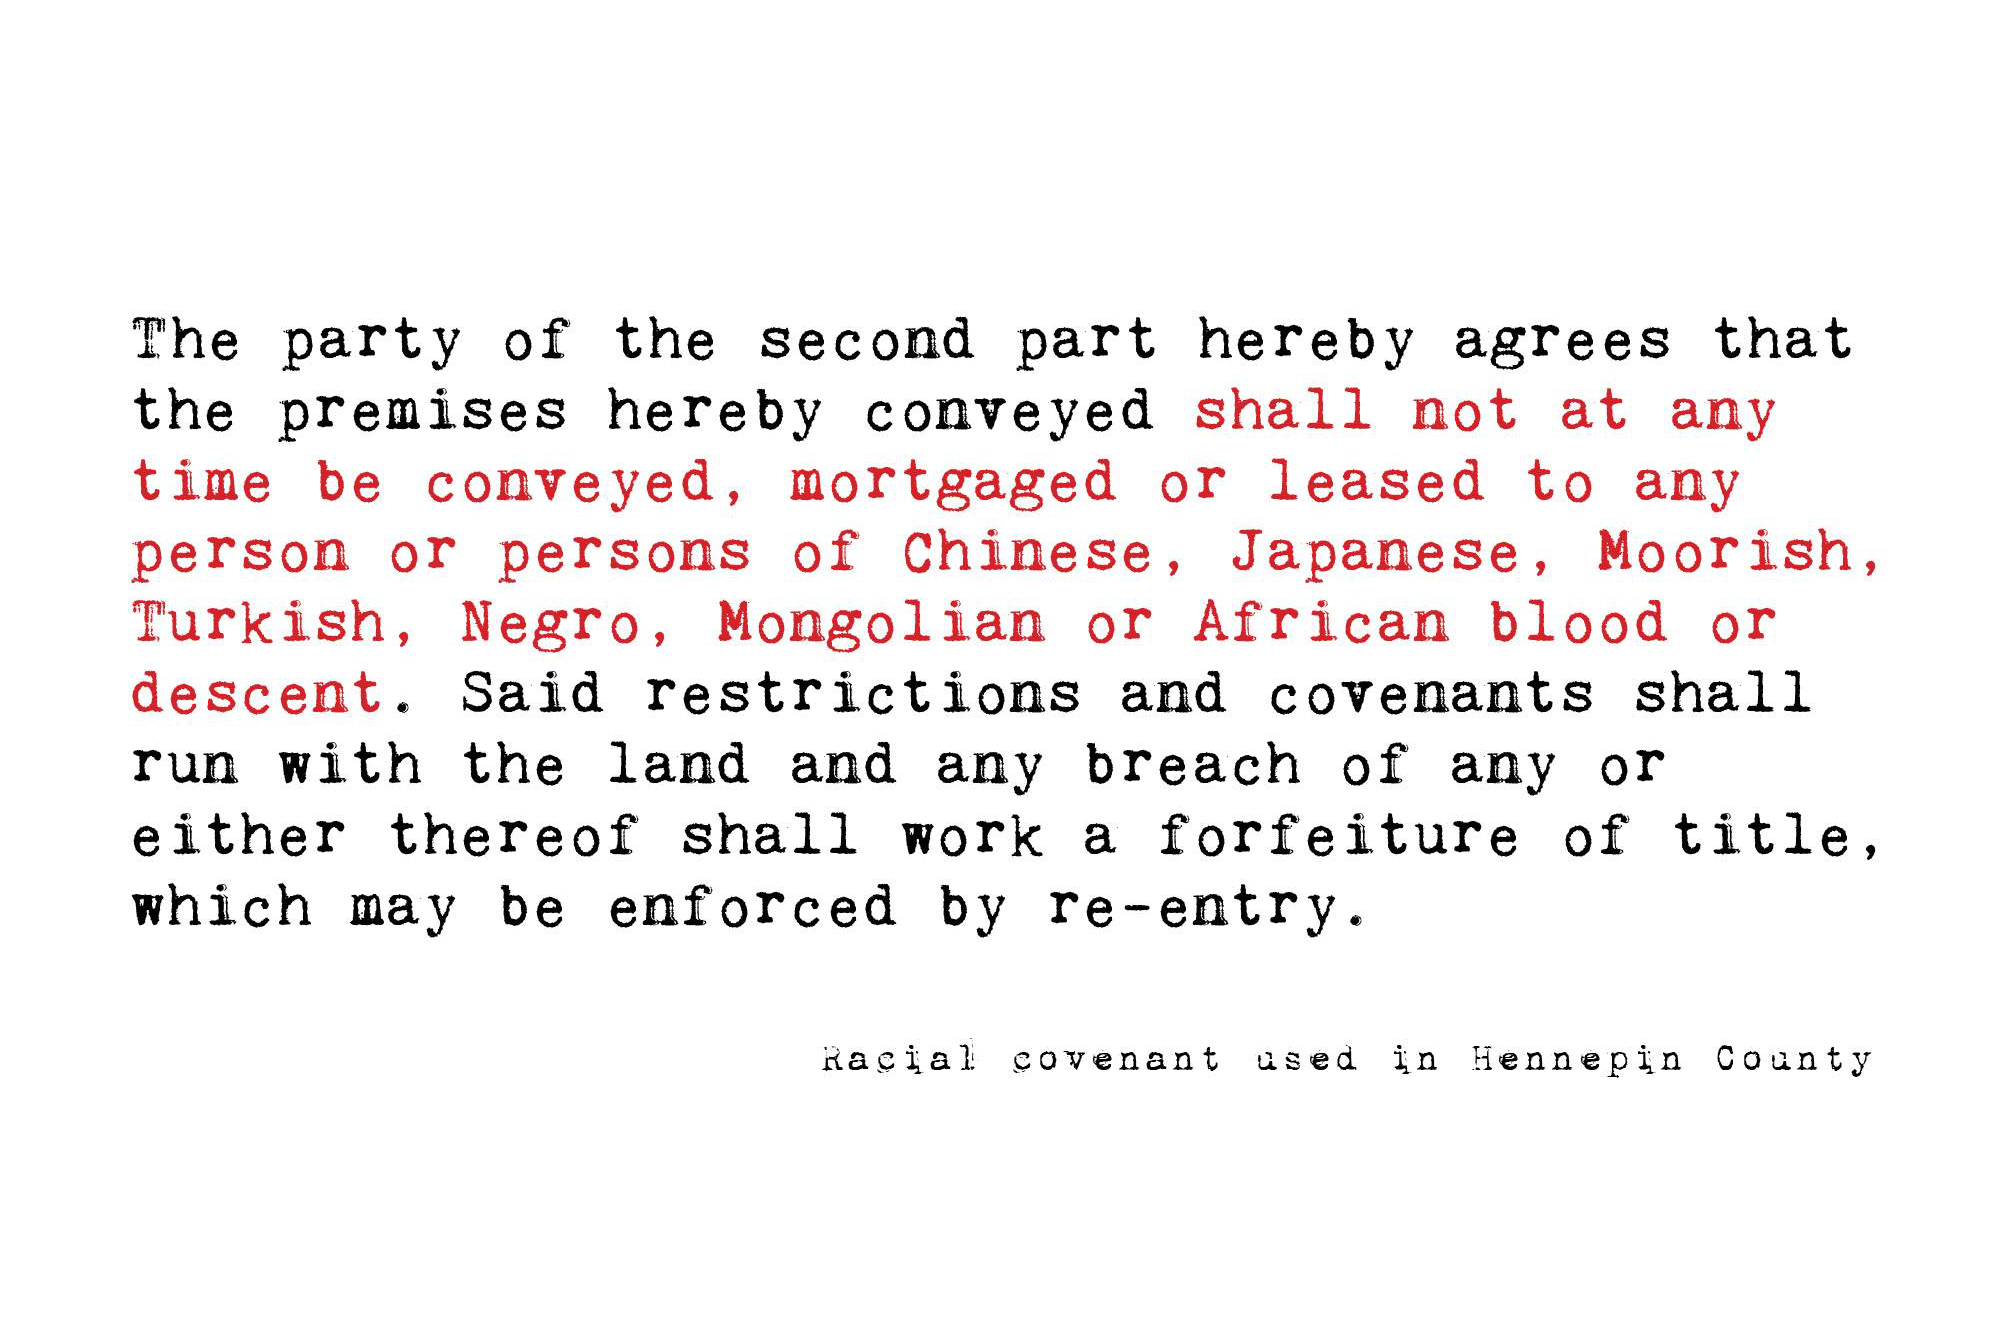 The party of the second part hereby agrees that
the premises hereby conveyed shall not at any
time be conveyed, mortgaged or leased to any
person or persons of Chinese, Japanese, Moorish,
Turkish, Negro, Mongolian or African blood or
descent. Said restrictions and covenants shall
run with the land and any breach of any or
either thereof shall work a forfeiture of title,
which may be enforced by re-entry.
Racial covenant used in Hennepin County